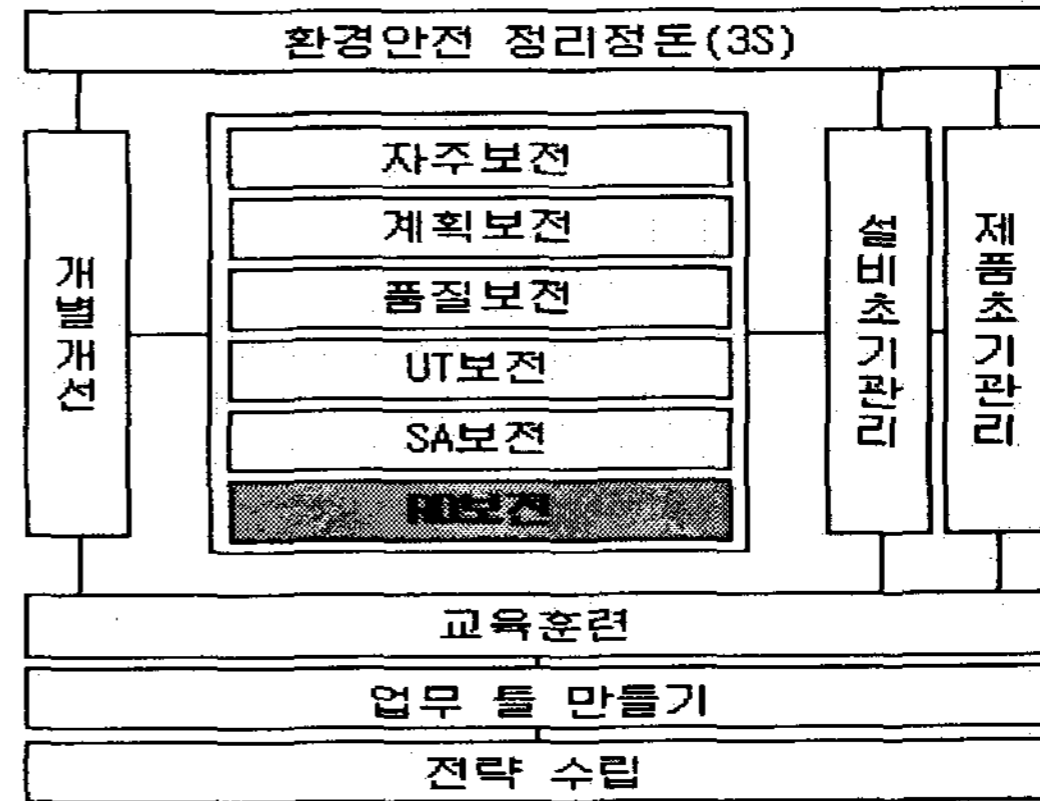 환경안전 정리정돈(3S)
개별개선
자주보전
계획보전
품질보전
UT보전
SA보전
보전
설비초기관리
제품초기관리
교육훈련
업무 틀 만들기
전략 수립